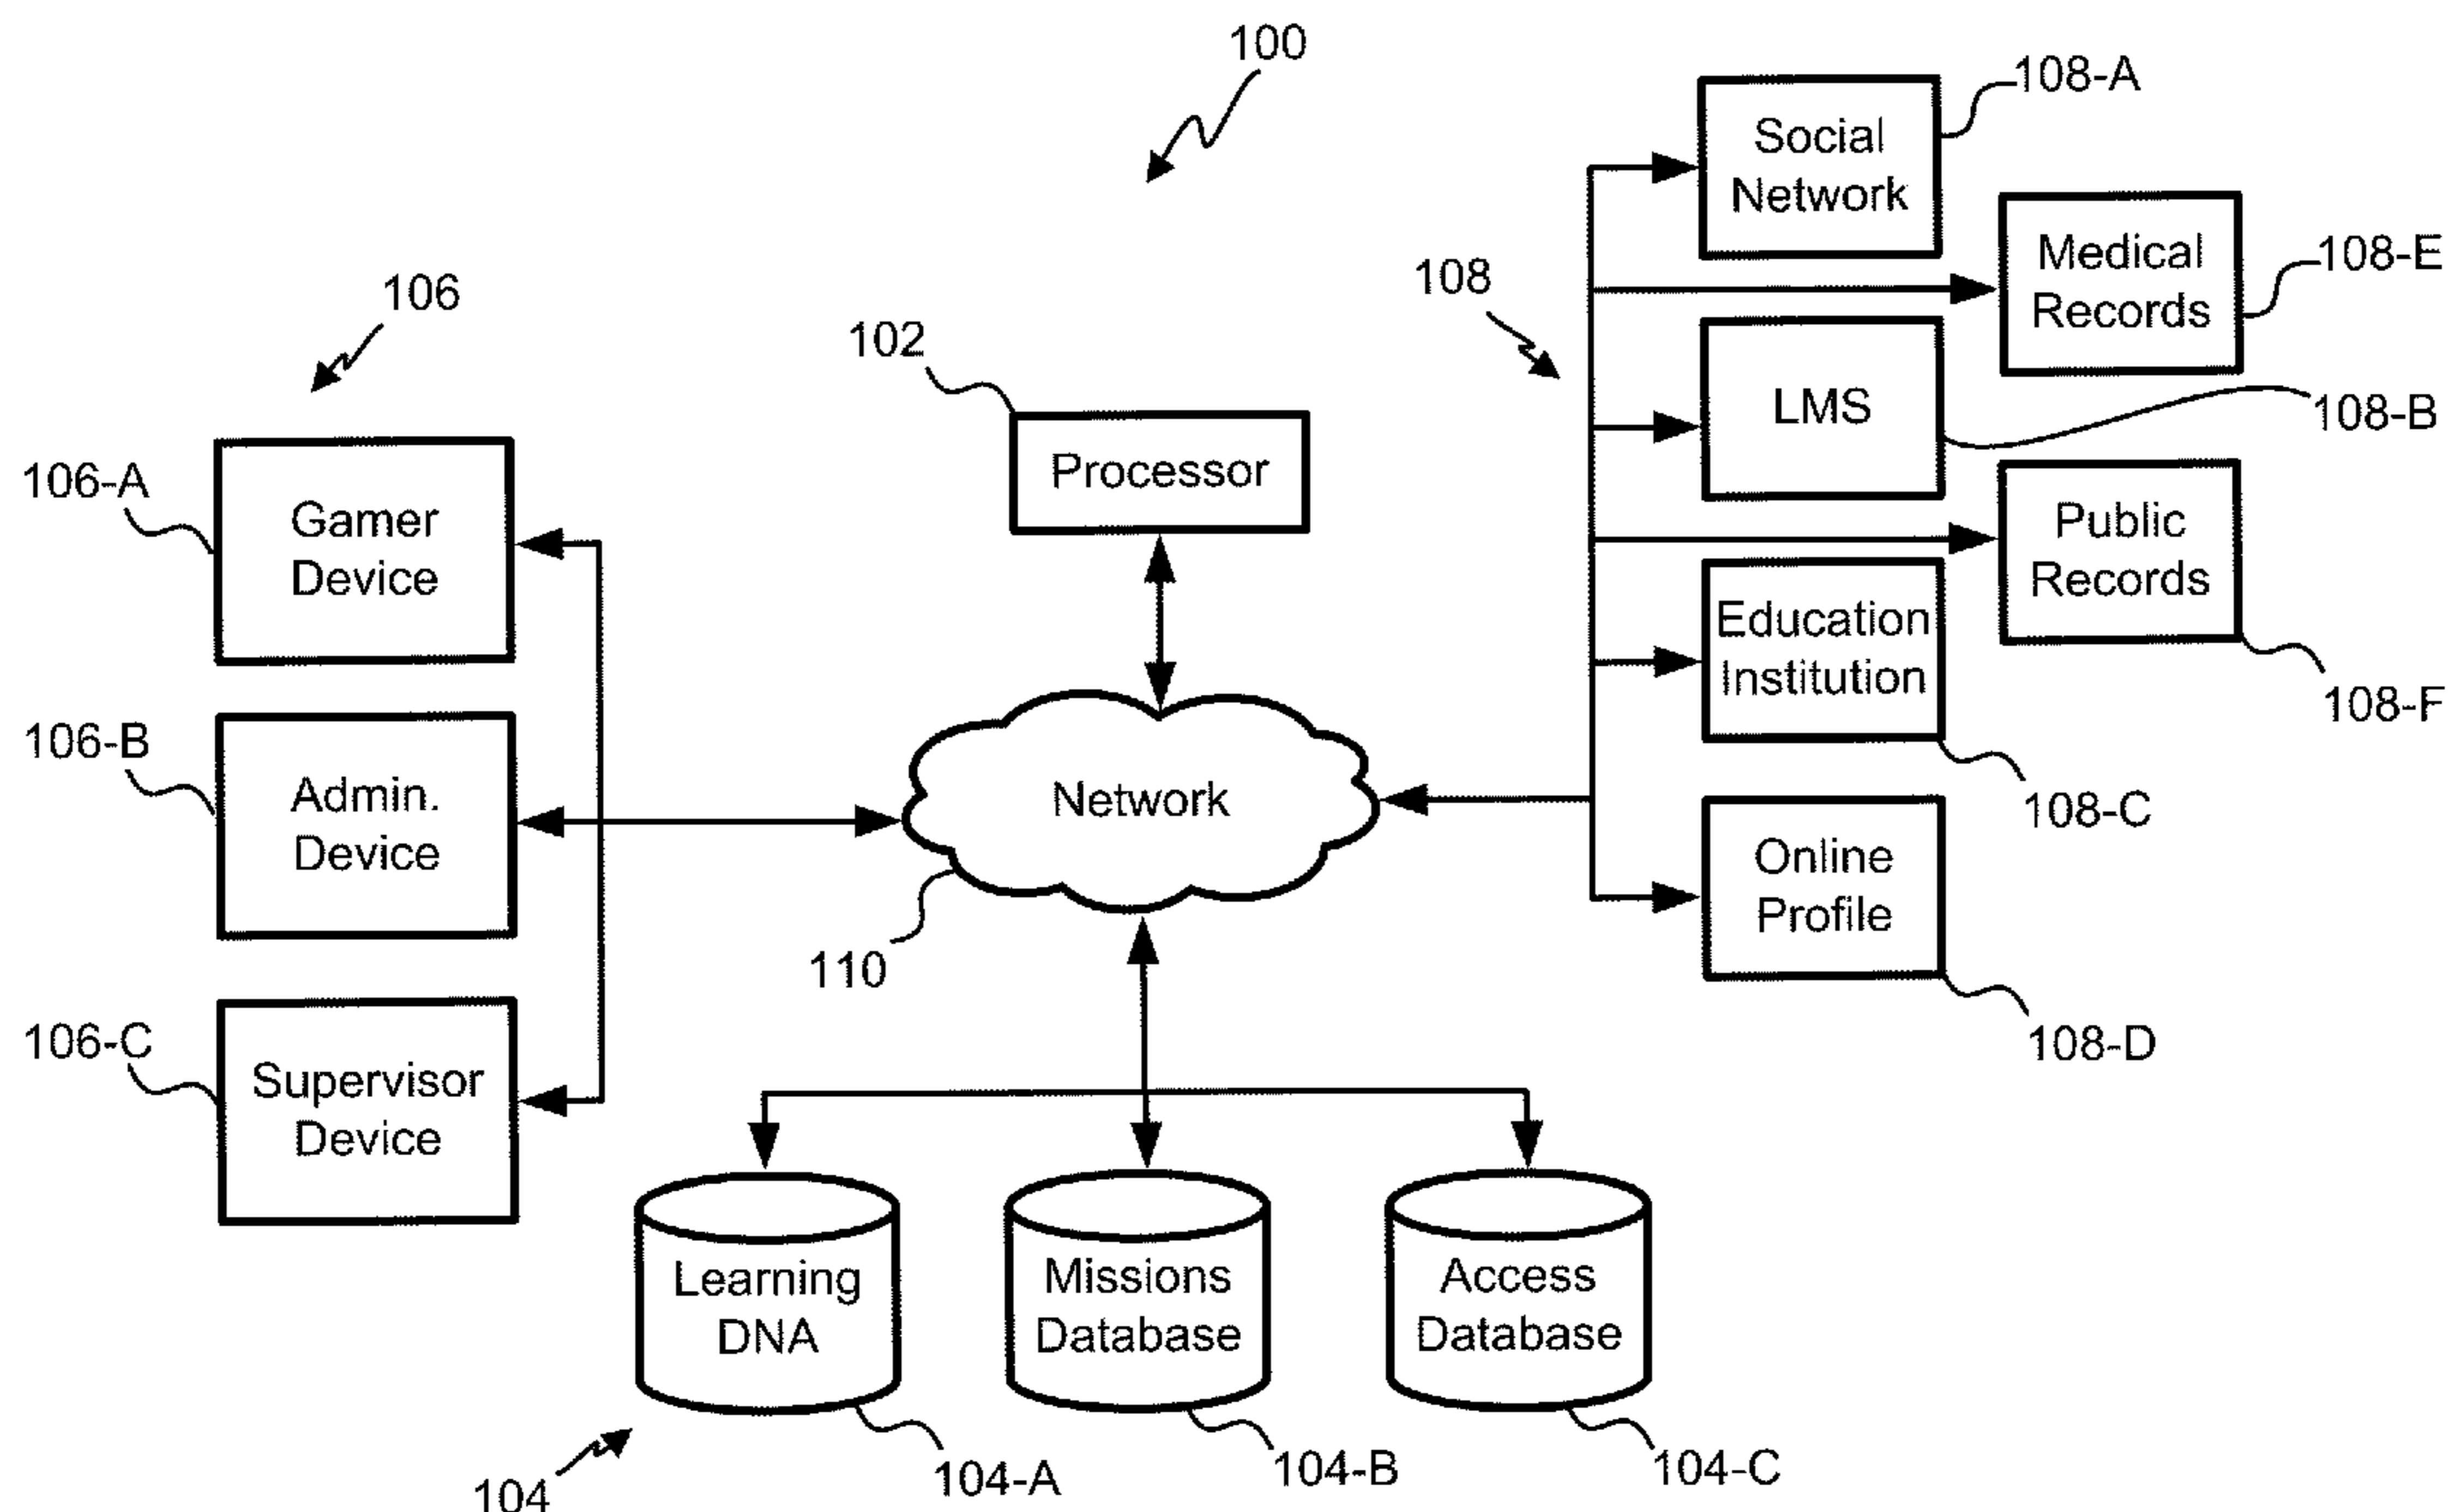 100
108-A
Social
Network
Medical
Records
108-E
108
106
102
LMS
108-B
Processor
106-A
Gamer
Device
Public
Records
Education
Institution
108-F
106-B
Admin.
Device
Network
108-C
Online
Profile
110
106-C
Supervisor
Device
108-D
Learning
DNA
Missions
Database
Access
Database
104
104-A
104-B
104-C